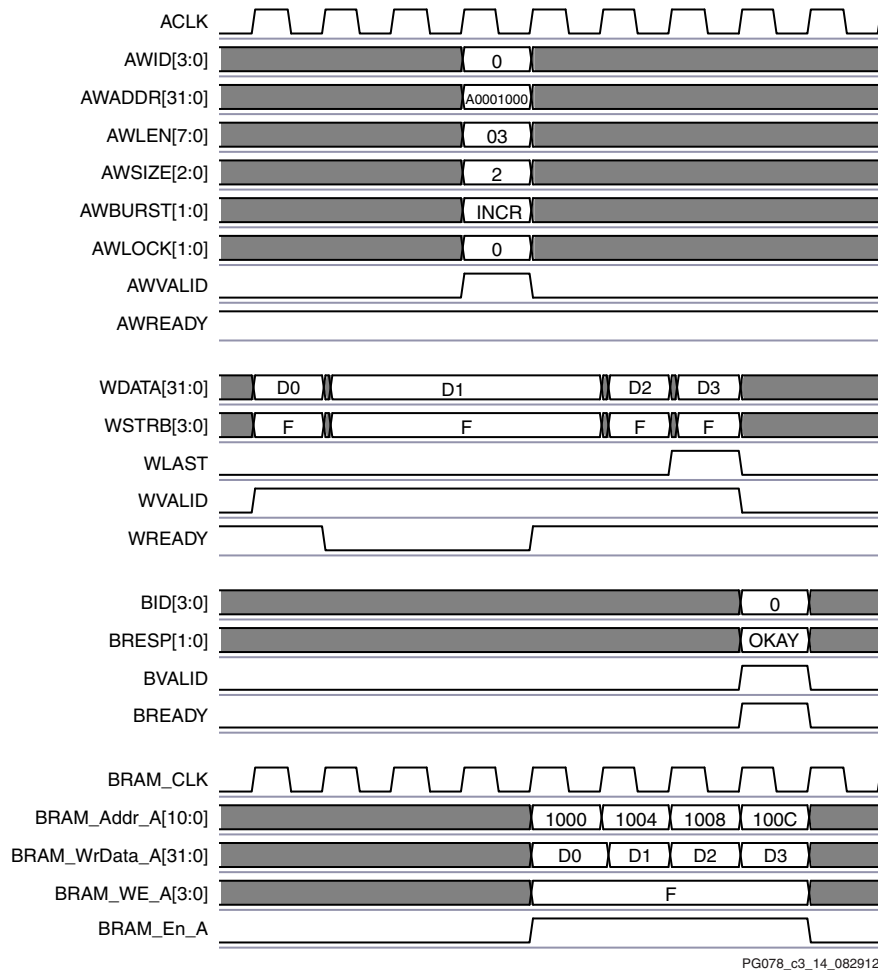 ACLK
AWID[3:0] 0
AWADDR[31:0] A0001000
AWLEN[7:0] 03
AWSIZE[2:0] 2
AWBURST[1:0] INCR
AWLOCK[1:0] 0
AWVALID
AWREADY
WDATA[31:0] D0 D1 D2 D3
WSTRB[3:0] F F F F
WLAST
WVALID
WREADY
BID[3:0] 0
BRESP[1:0] OKAY
BVALID
BREADY
BRAM_CLK
BRAM_Addr_A[10:0] 1000 1004 1008 100C
BRAM_WrData_A[31:0] D0 D1 D2 D3
BRAM_WE_A[3:0] F
BRAM_En_A
PG078_c3_14_082912